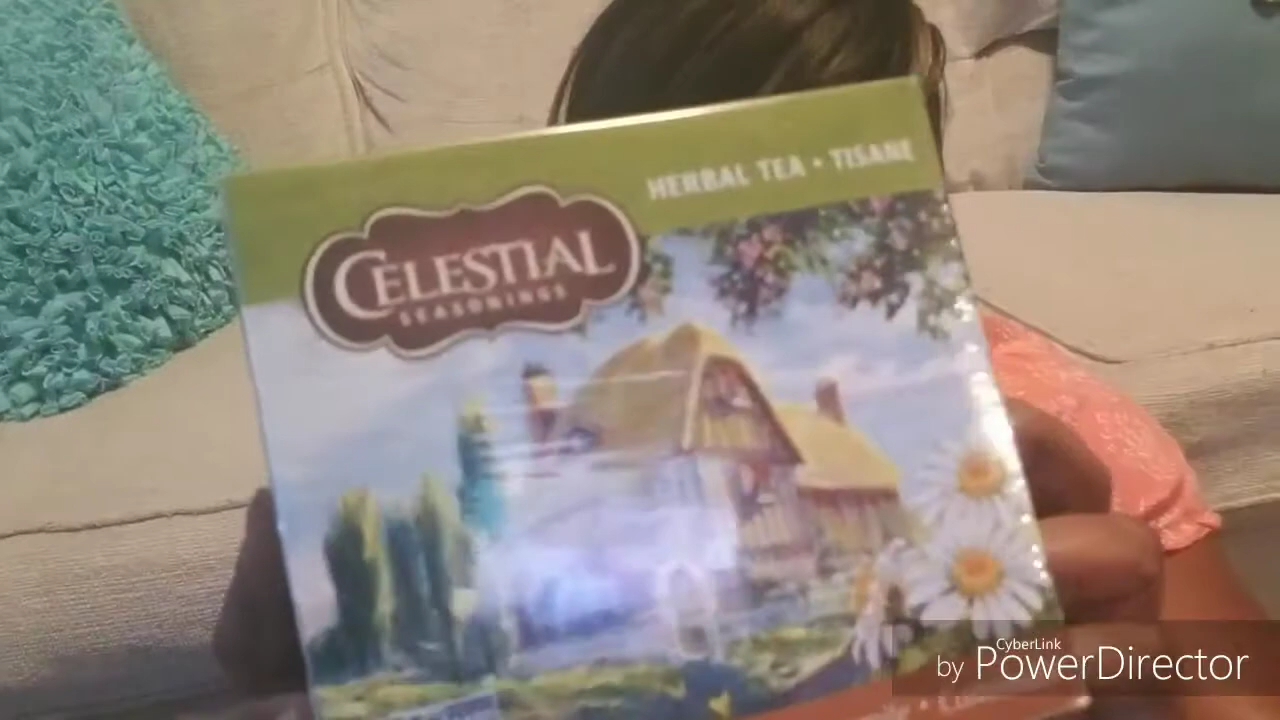 HERBAL TEA • TISANE
CELESTIAL
SEASONINGS
CyberLink
by PowerDirector